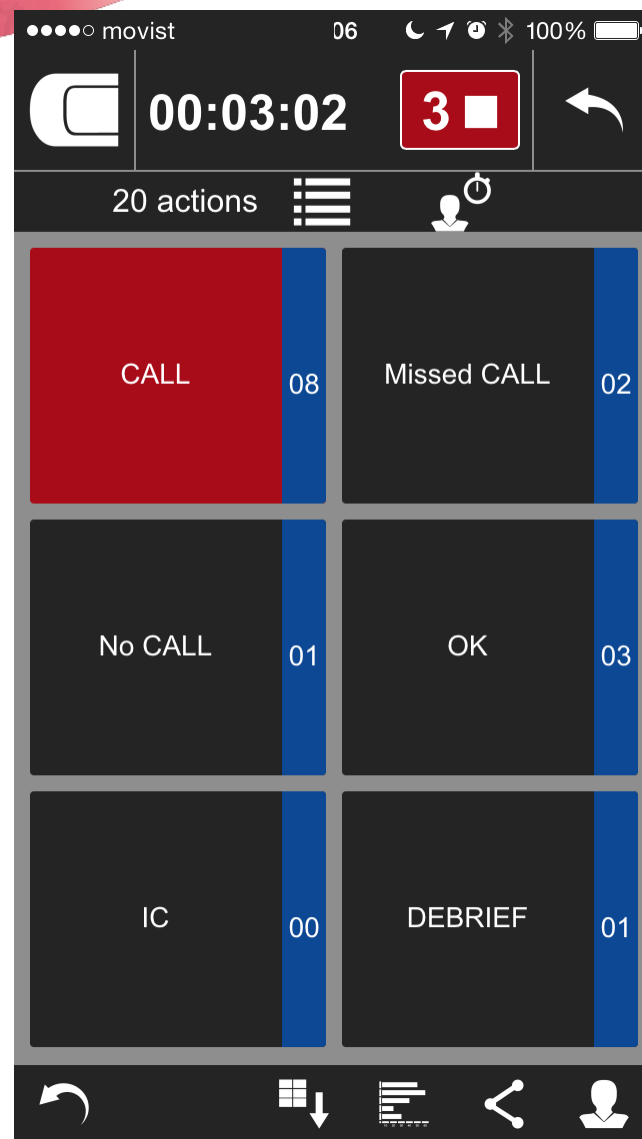 movist 06 100%
00:03:02 3
20 actions
CALL 08 Missed CALL 02
No CALL 01 OK 03
IC 00 DEBRIEF 01